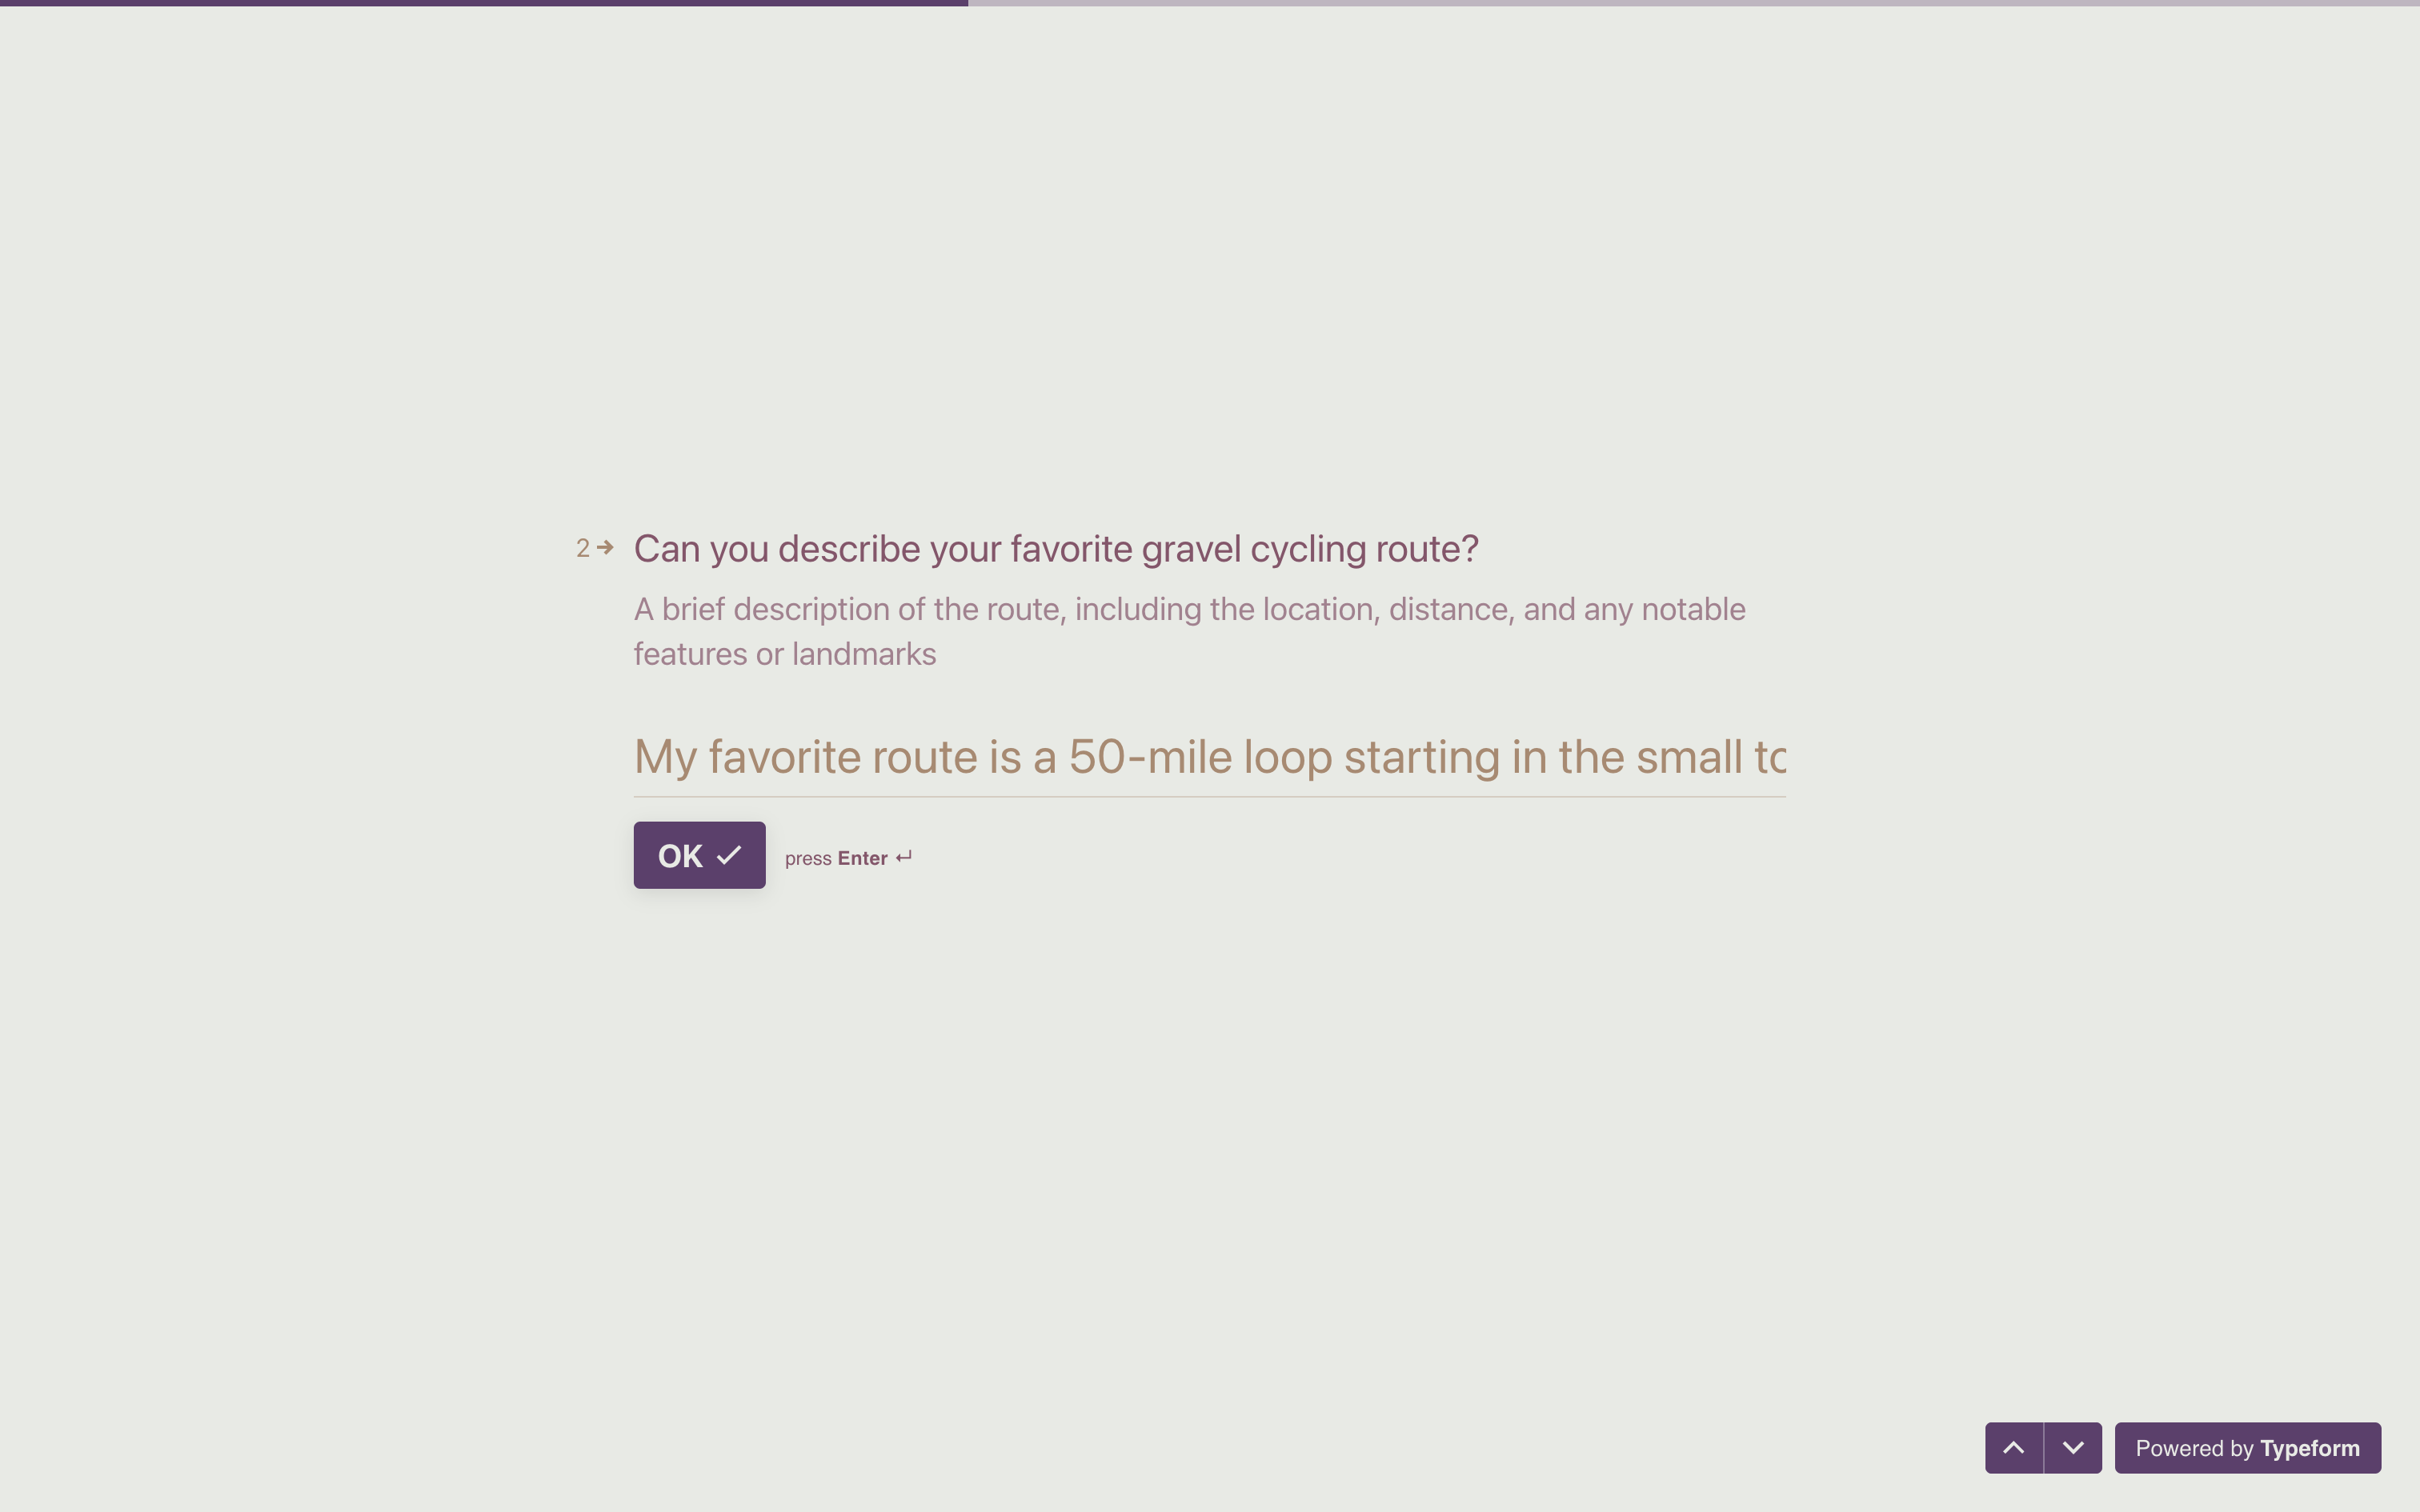 2
Can you describe your favorite gravel cycling route?
A brief description of the route, including the location, distance, and any notable
features or landmarks
My favorite route is a 50-mile loop starting in the small to
OK
press Enter
Powered by Typeform